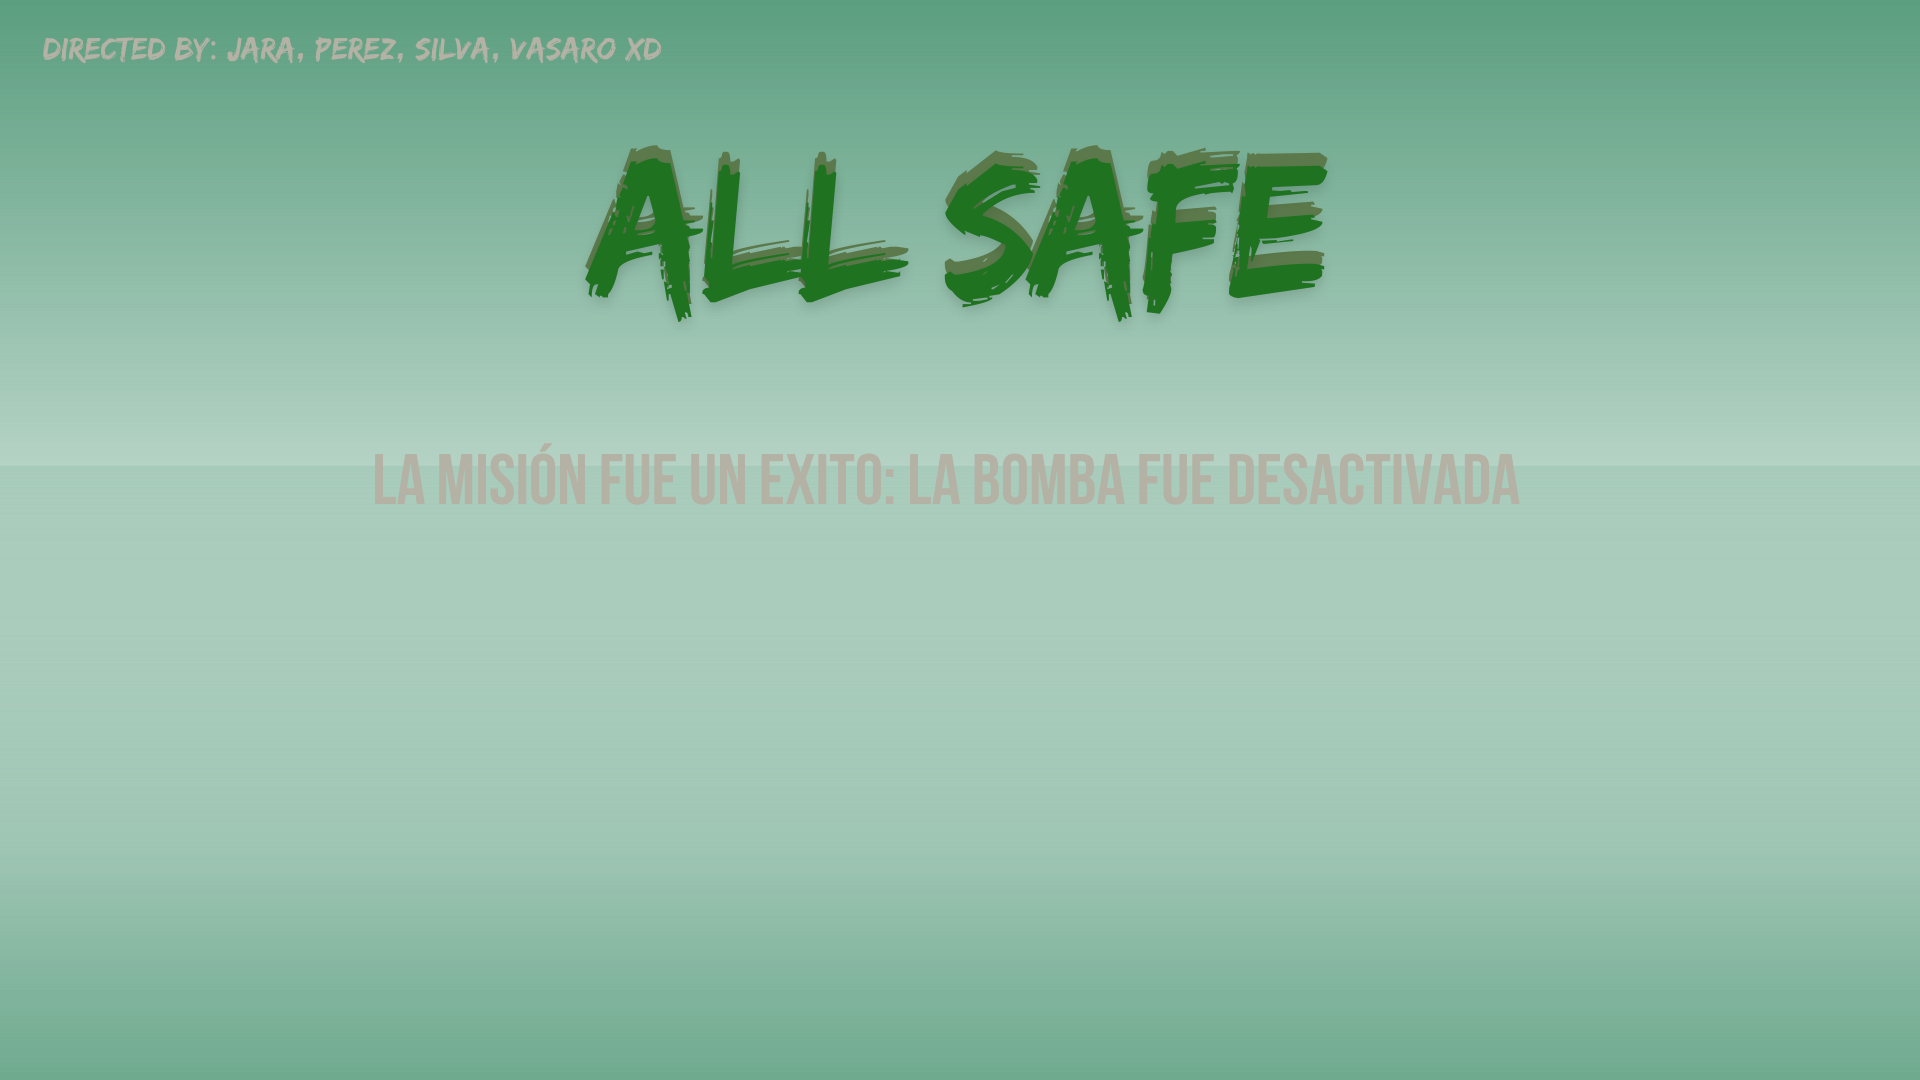 DIRECTED BY: JARA, PEREZ, SILVA, VASARO XD
ALL SAFE
LA MISIÓN FUE UN EXITO: LA BOMBA FUE DESACTIVADA